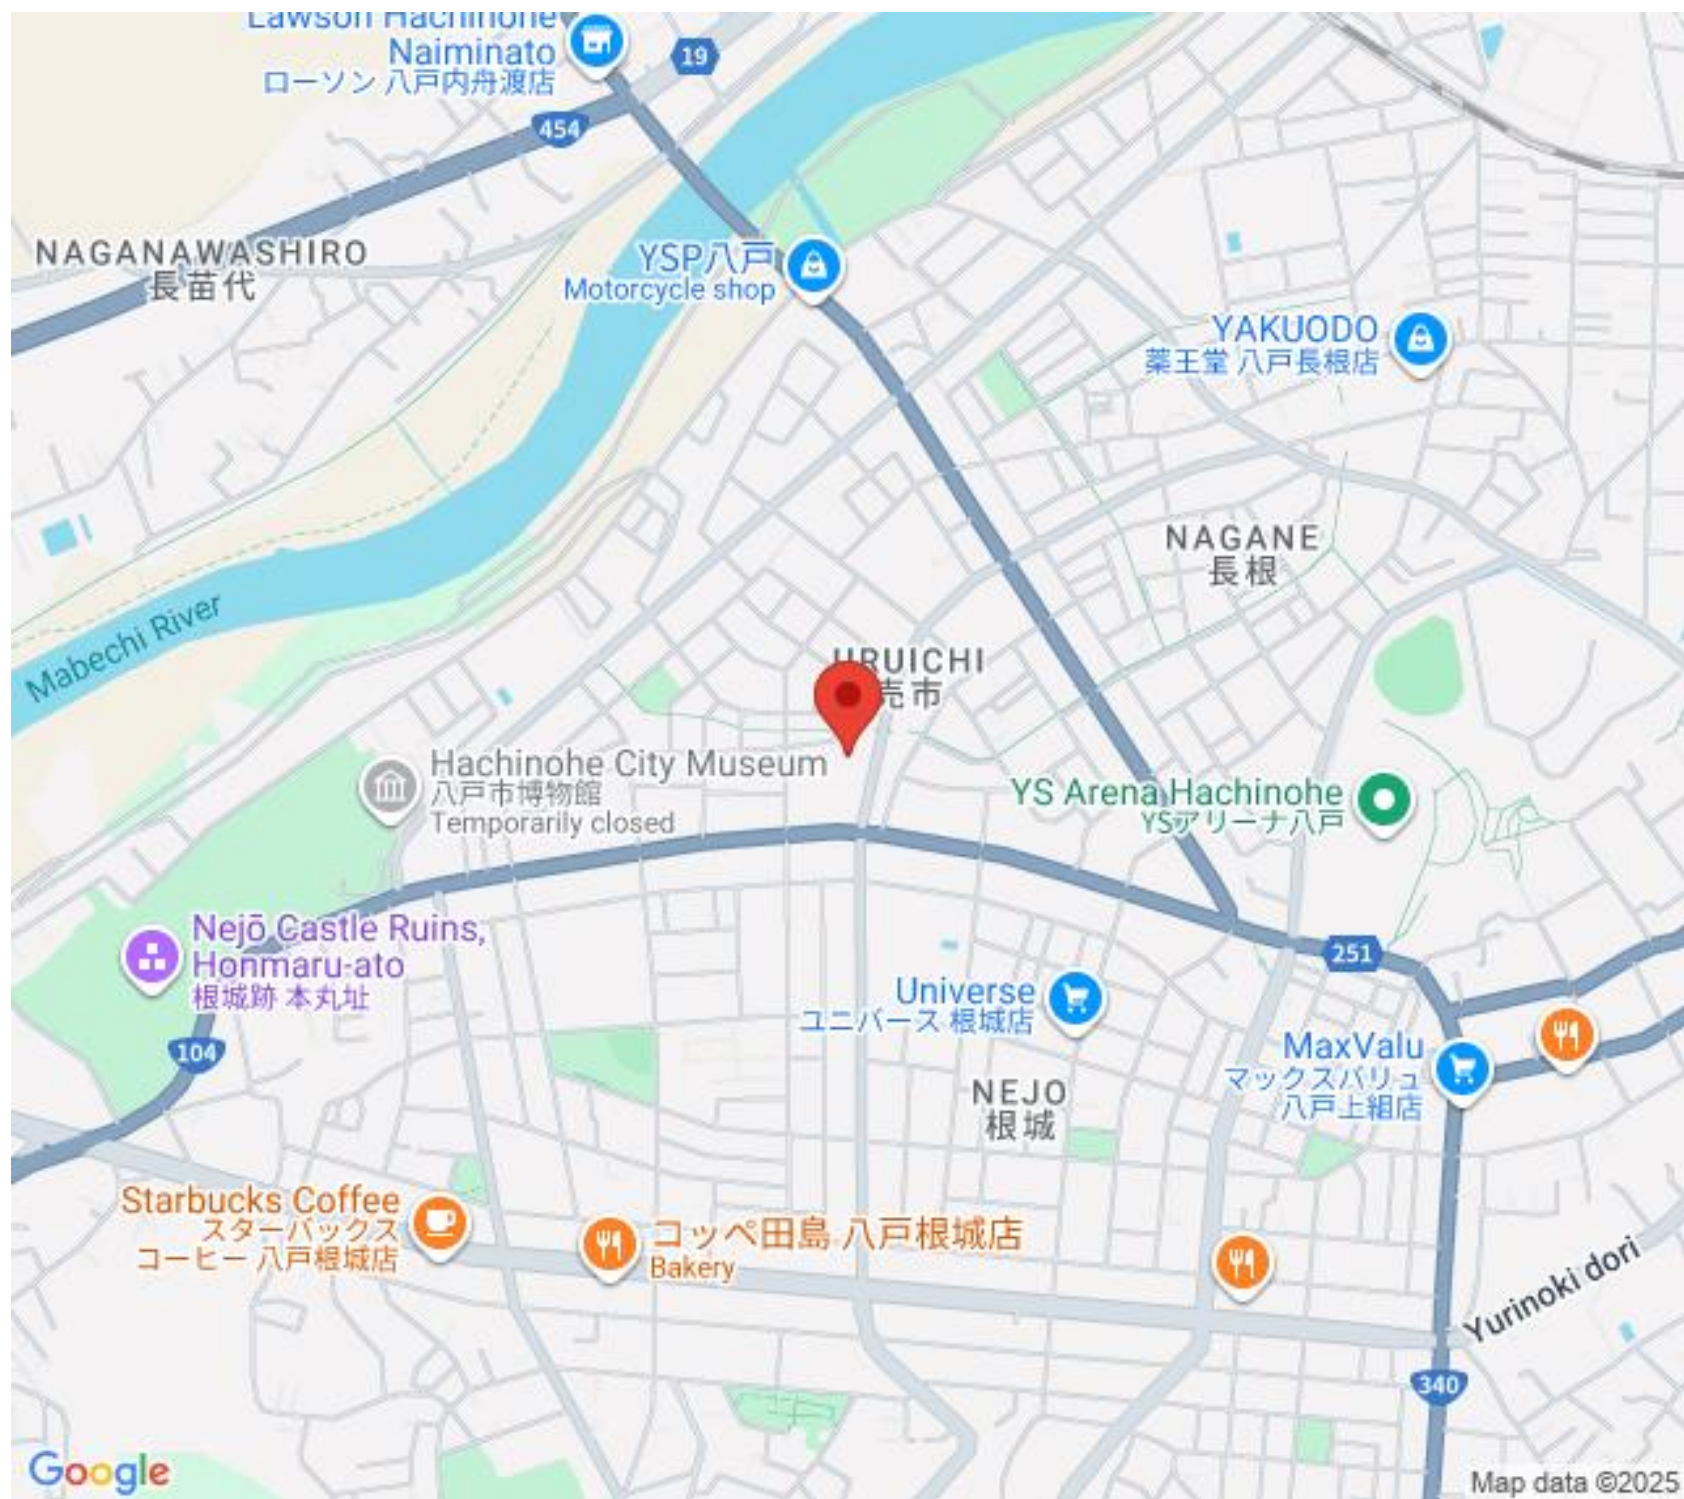 Lawson Hachinohe
Naiminato
ローソン 八戸内舟渡店
19
454
NAGANAWASHIRO
長苗代
YSP八戸
Motorcycle shop
YAKUODO
薬王堂 八戸長根店
NAGANE
長根
Mabechi River
URUICHI
売市
Hachinohe City Museum
八戸市博物館
Temporarily closed
YS Arena Hachinohe
YSアリーナ八戸
Nejō Castle Ruins,
Honmaru-ato
根城跡 本丸址
251
Universe
ユニバース 根城店
104
MaxValu
マックスバリュ
八戸上組店
NEJO
根城
Starbucks Coffee
スターバックス
コーヒー 八戸根城店
コッペ田島 八戸根城店
Bakery
Yurinoki dori
340
Google
Map data ©2025